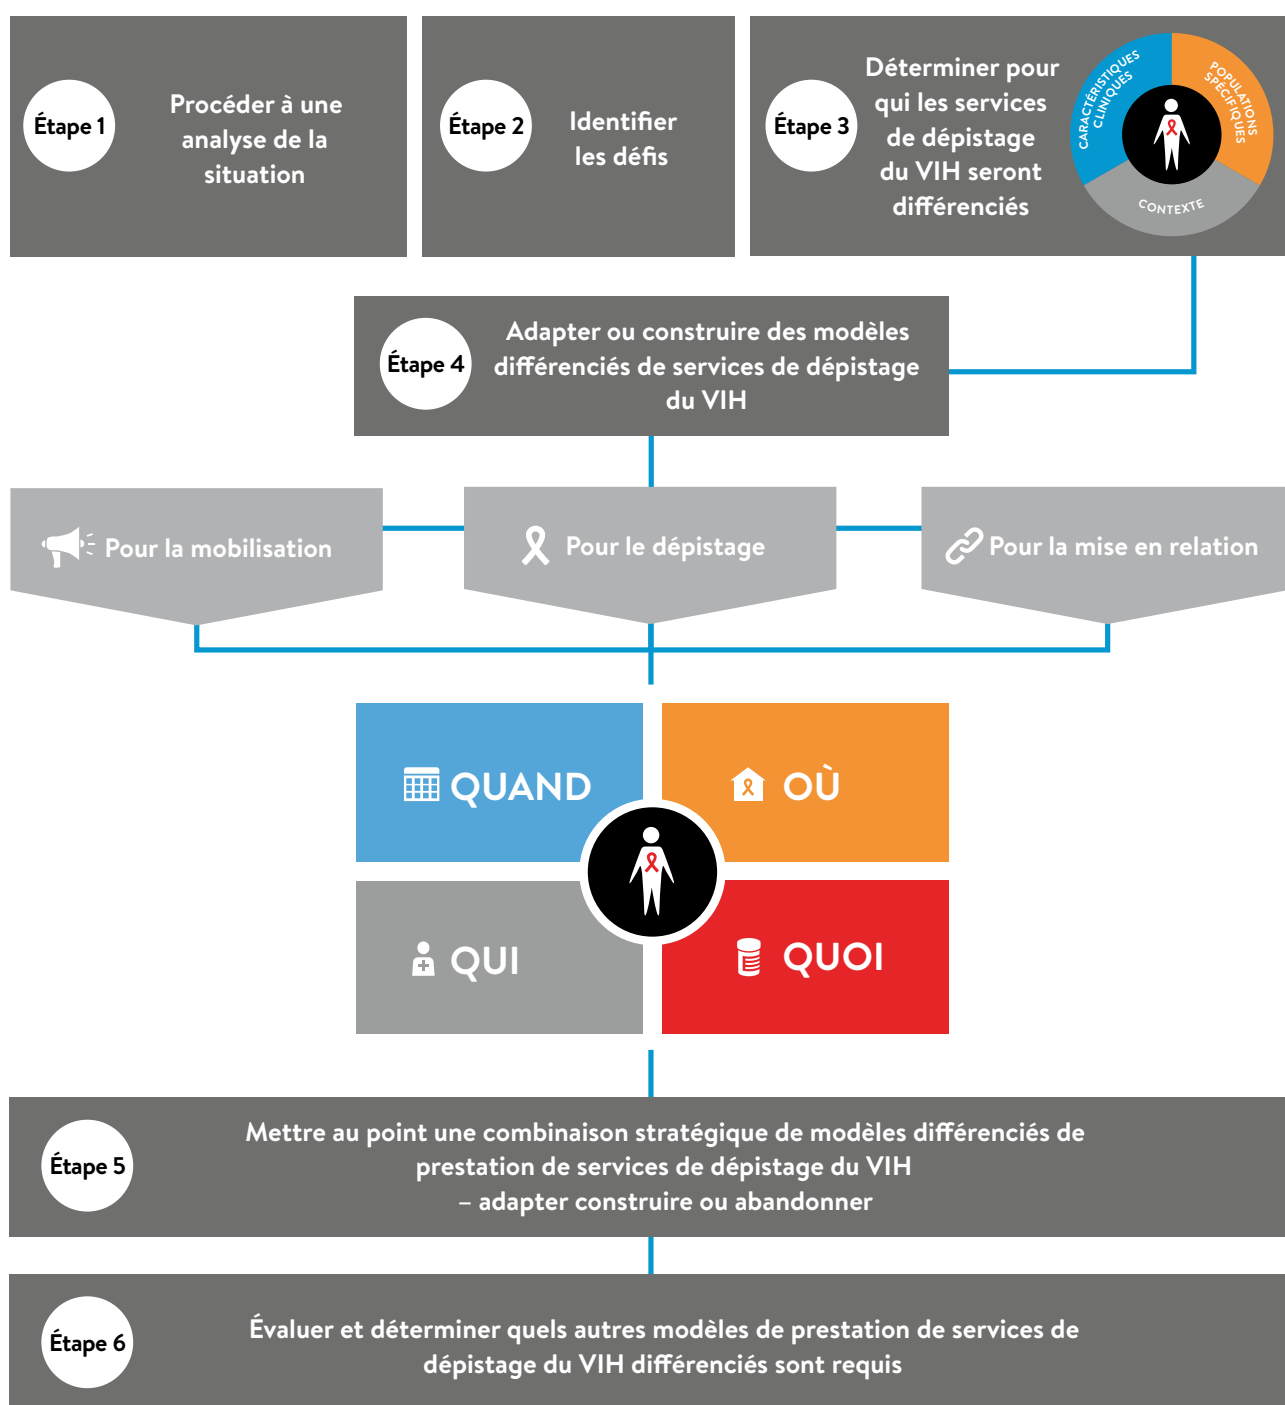 Étape 1
Procéder à une
analyse de la
situation
Étape 2
Identifier
les défis
Étape 3
Déterminer pour
qui les services
de dépistage
du VIH seront
différenciés
CARACTÉRISTIQUES
CLINIQUES
POPULATIONS
SPÉCIFIQUES
CONTEXTE
Étape 4
Adapter ou construire des modèles
différenciés de services de dépistage
du VIH
Pour la mobilisation
Pour le dépistage
Pour la mise en relation
QUAND
OÙ
QUI
QUOI
Étape 5
Mettre au point une combinaison stratégique de modèles différenciés de
prestation de services de dépistage du VIH
– adapter construire ou abandonner
Étape 6
Évaluer et déterminer quels autres modèles de prestation de services de
dépistage du VIH différenciés sont requis